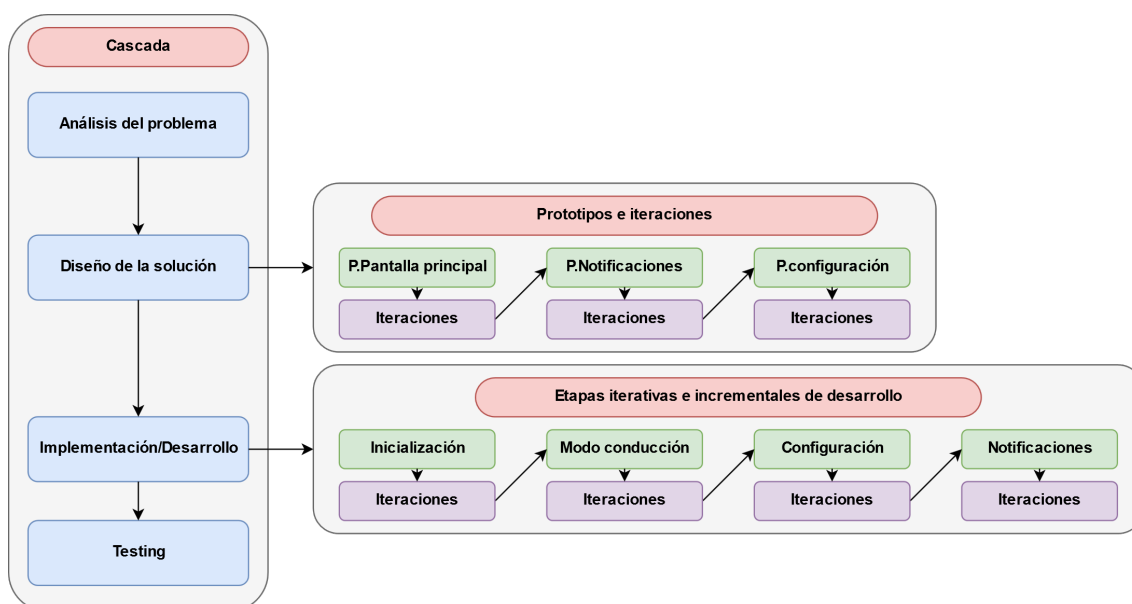 Cascada
Análisis del problema
Diseño de la solución
Implementación/Desarrollo
Testing
Prototipos e iteraciones
P.Pantalla principal
P.Notificaciones
P.configuración
Iteraciones
Iteraciones
Iteraciones
Etapas iterativas e incrementales de desarrollo
Inicialización
Modo conducción
Configuración
Notificaciones
Iteraciones
Iteraciones
Iteraciones
Iteraciones